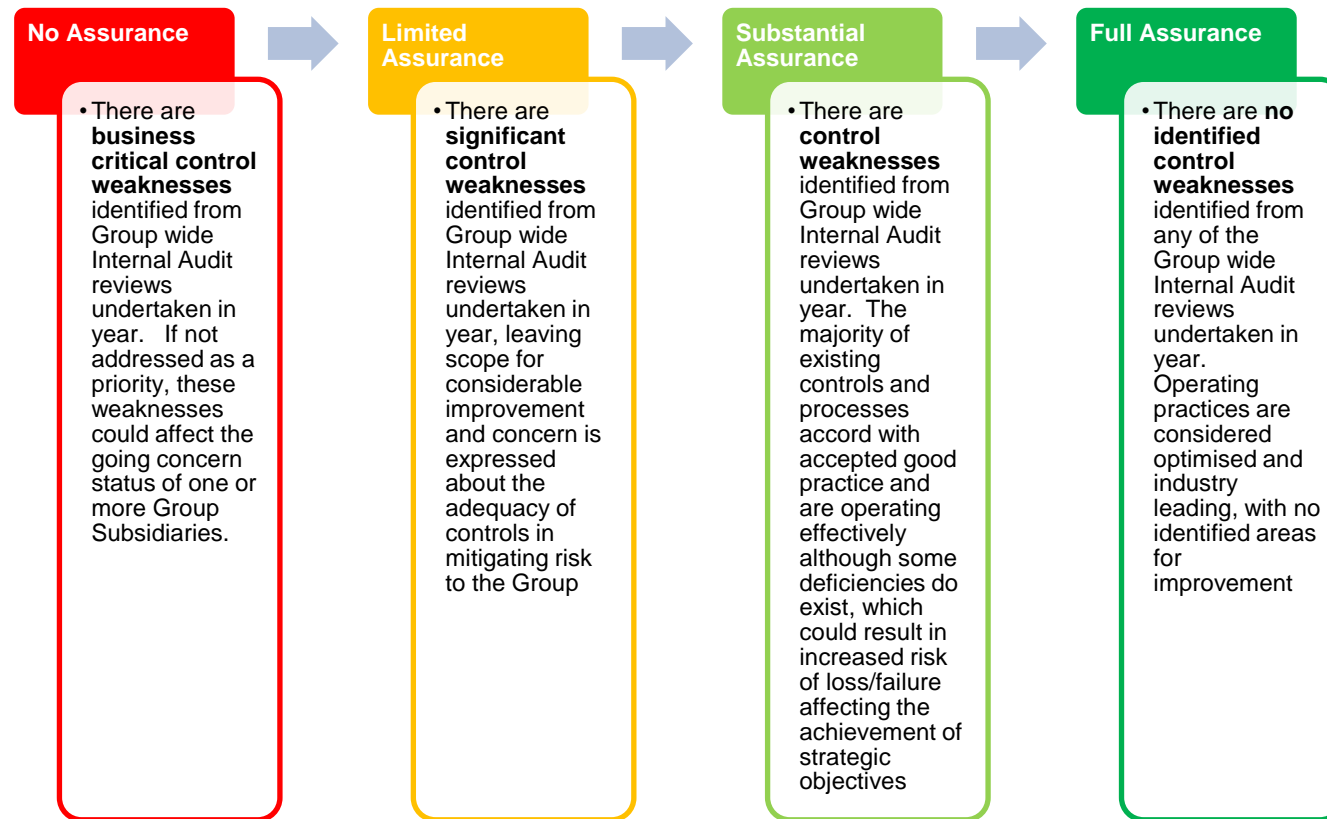 No Assurance
• There are
business
critical control
weaknesses
identified from
Group wide
Internal Audit
reviews
undertaken in
year.   If not
addressed as a
priority, these
weaknesses
could affect the
going concern
status of one or
more Group
Subsidiaries.
Limited
Assurance
• There are
significant
control
weaknesses
identified from
Group wide
Internal Audit
reviews
undertaken in
year, leaving
scope for
considerable
improvement
and concern is
expressed
about the
adequacy of
controls in
mitigating risk
to the Group
Substantial
Assurance
• There are
control
weaknesses
identified from
Group wide
Internal Audit
reviews
undertaken in
year.  The
majority of
existing
controls and
processes
accord with
accepted good
practice and
are operating
effectively
although some
deficiencies do
exist, which
could result in
increased risk
of loss/failure
affecting the
achievement of
strategic
objectives
Full Assurance
• There are no
identified
control
weaknesses
identified from
any of the
Group wide
Internal Audit
reviews
undertaken in
year.
Operating
practices are
considered
optimised and
industry
leading, with no
identified areas
for
improvement